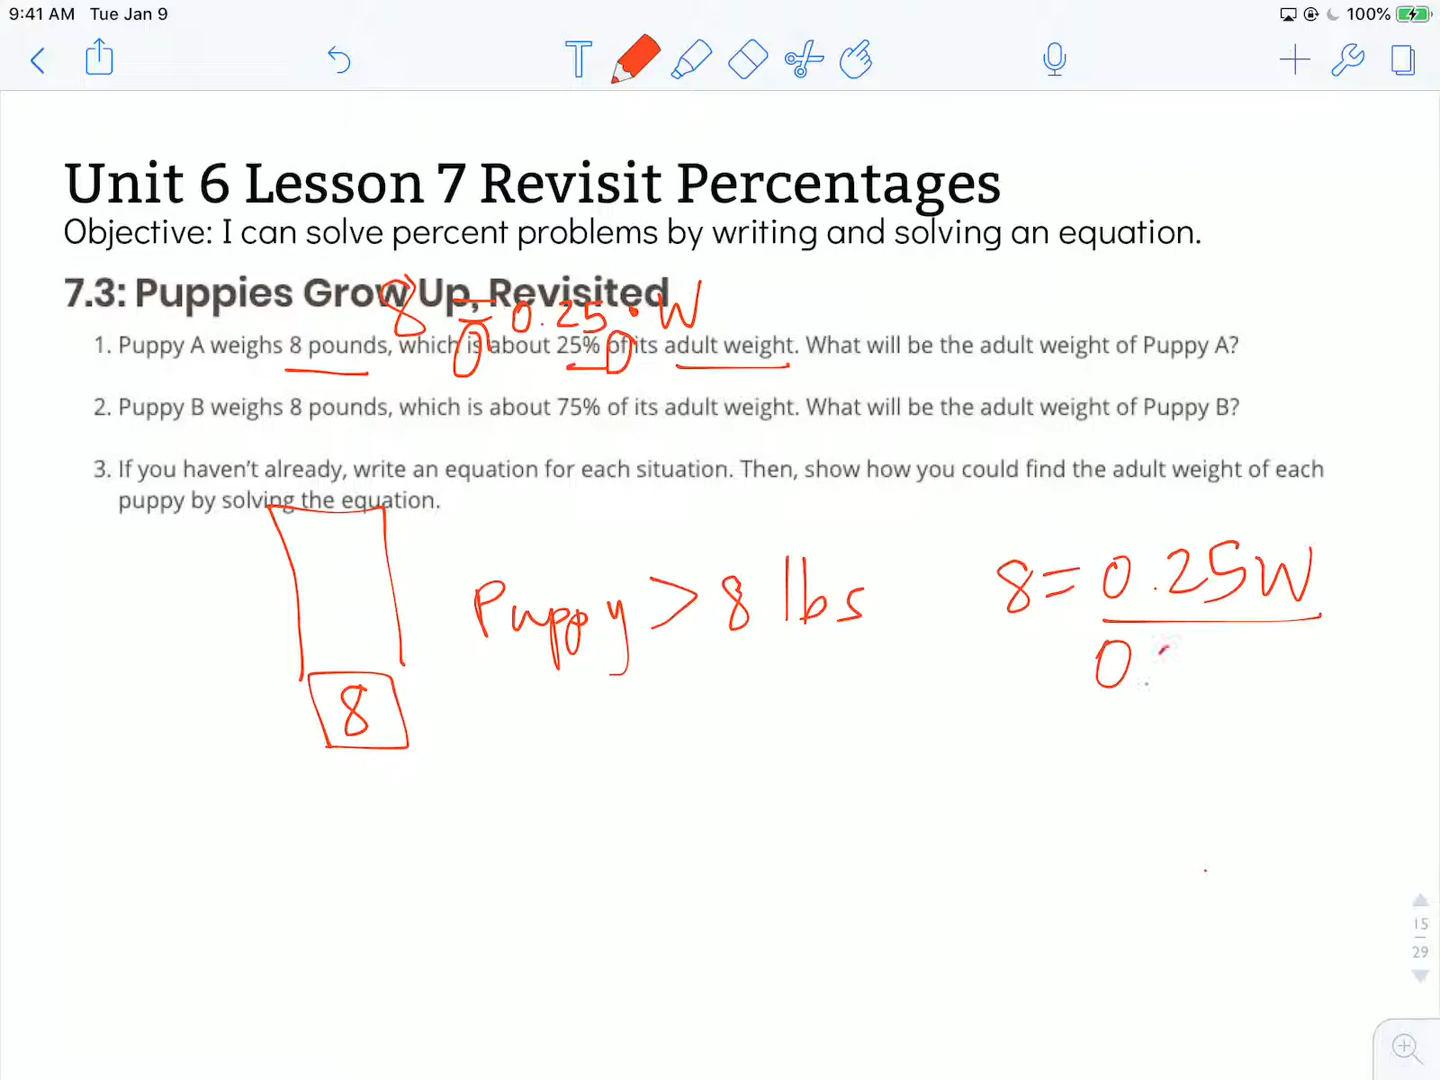 9:41 AM Tue Jan 9
100%
T
Unit 6 Lesson 7 Revisit Percentages
Objective: I can solve percent problems by writing and solving an equation.
7.3: Puppies Grow Up, Revisited
8 = 0.25 · W
1. Puppy A weighs 8 pounds, which is about 25% of its adult weight. What will be the adult weight of Puppy A?
2. Puppy B weighs 8 pounds, which is about 75% of its adult weight. What will be the adult weight of Puppy B?
3. If you haven't already, write an equation for each situation. Then, show how you could find the adult weight of each
puppy by solving the equation.
Puppy > 8 lbs
8 = 0.25W
0.
8
15
29